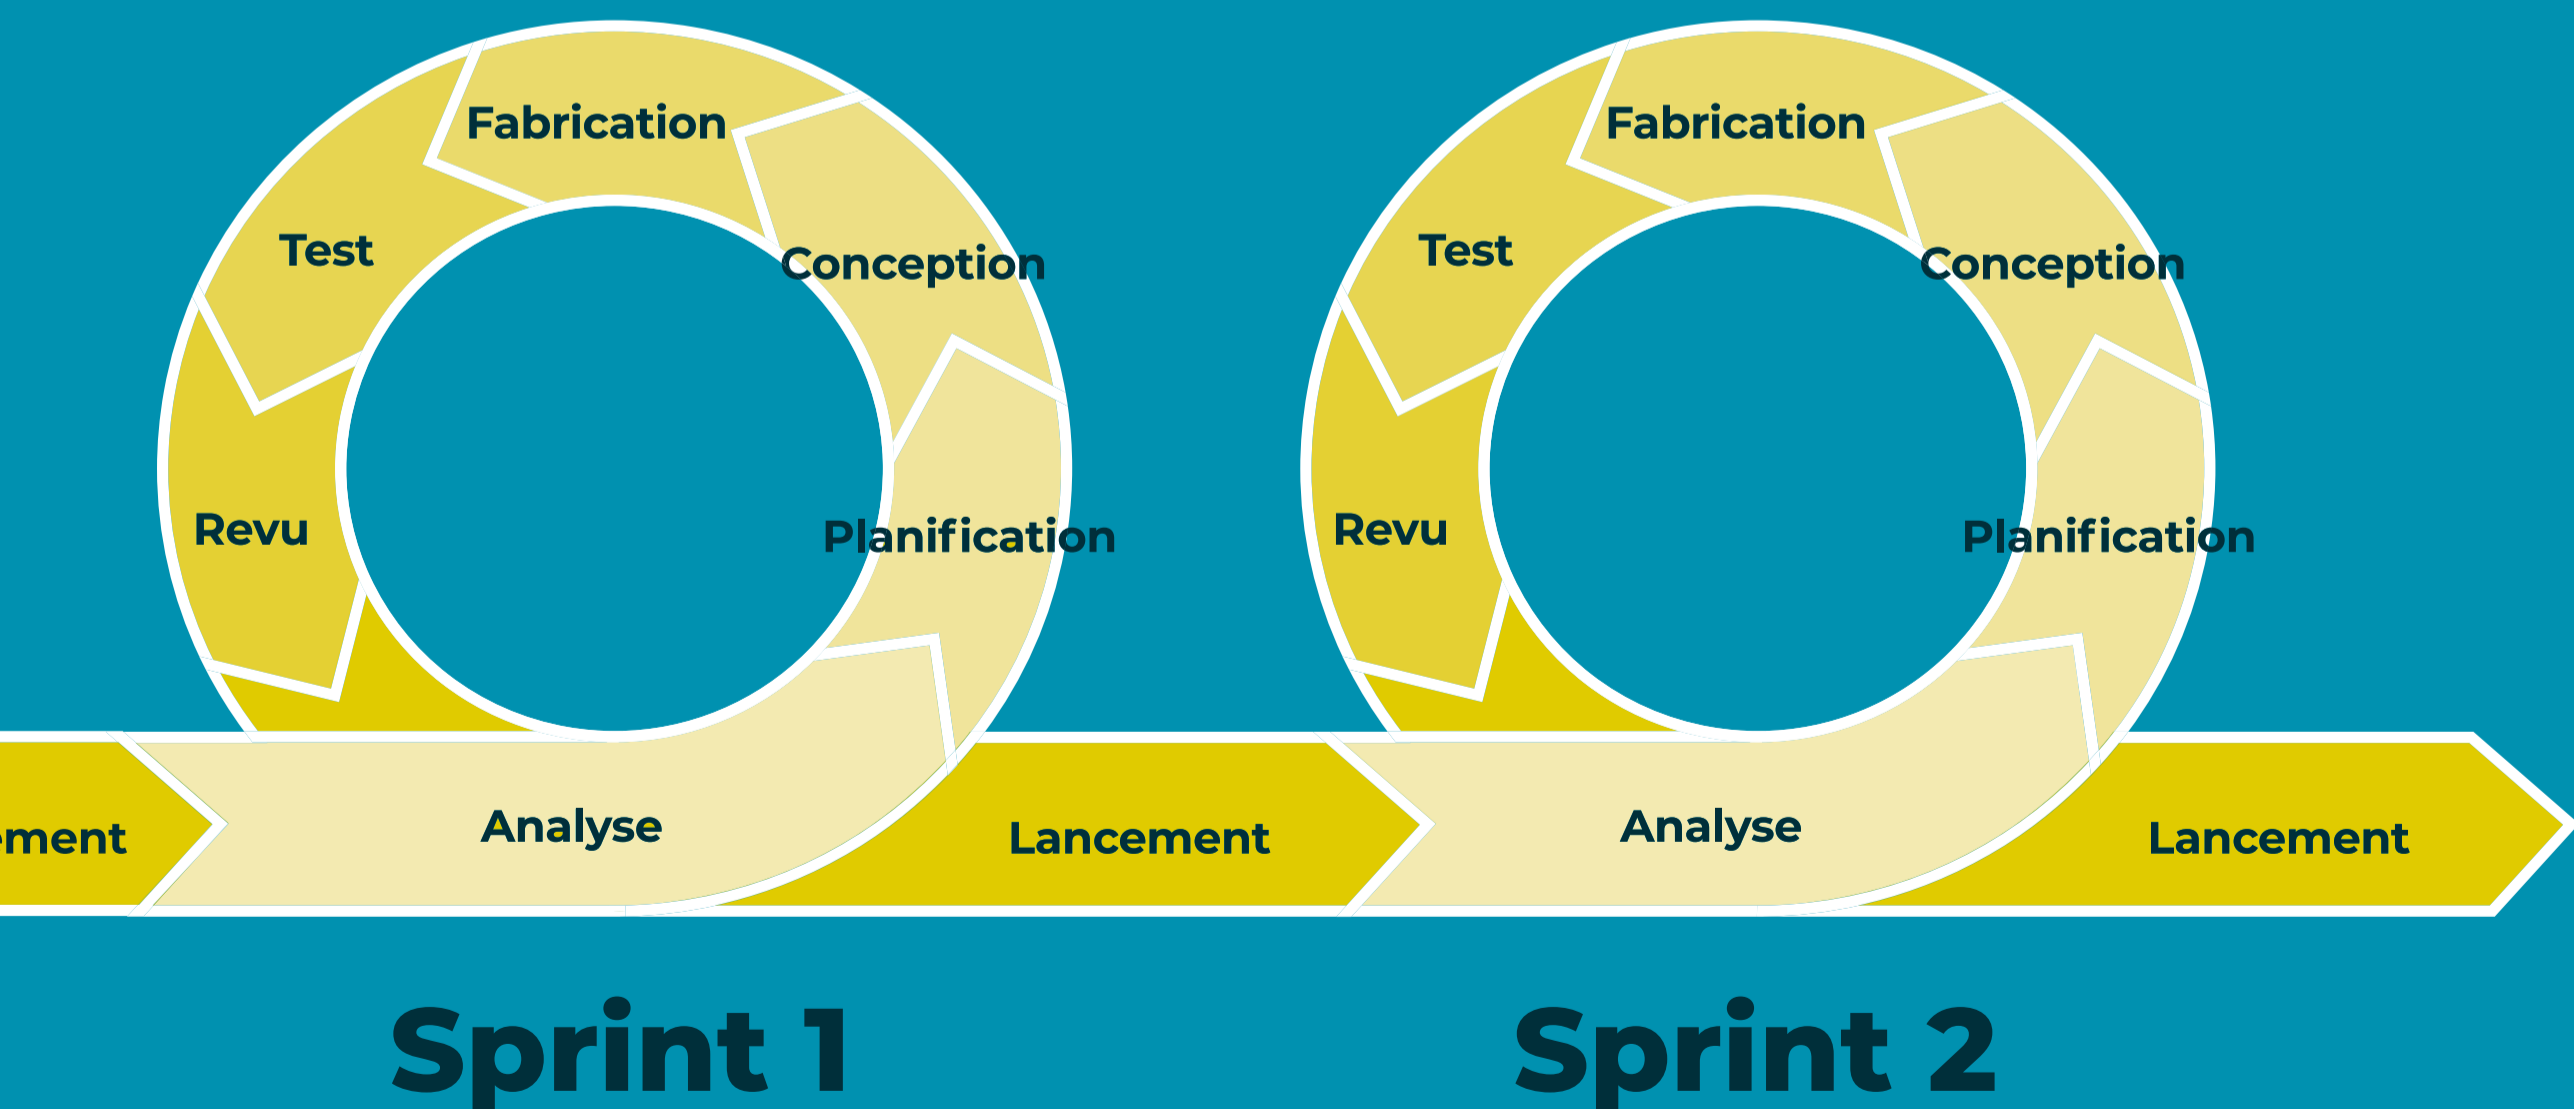 Fabrication
Test
Conception
Revu
Planification
Analyse
ement
Lancement
Sprint 1
Fabrication
Test
Conception
Revu
Planification
Analyse
Lancement
Sprint 2